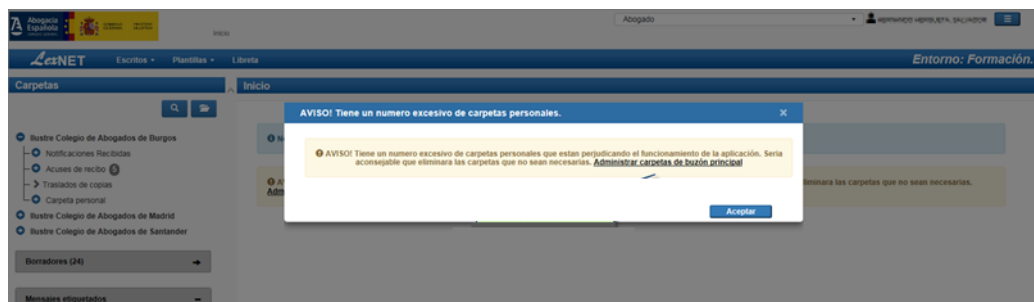 Abogacía
Española
Abogado
Inicio
LexNET
Escritos
Plantillas
Libreta
Entorno: Formación.
Carpetas
Inicio
AVISO! Tiene un numero excesivo de carpetas personales.
AVISO! Tiene un numero excesivo de carpetas personales que estan perjudicando el funcionamiento de la aplicación. Seria
aconsejable que eliminara las carpetas que no sean necesarias. Administrar carpetas de buzón principal
Aceptar
Ilustre Colegio de Abogados de Burgos
Notificaciones Recibidas
Acuses de recibo
Traslados de copias
Carpeta personal
Ilustre Colegio de Abogados de Madrid
Ilustre Colegio de Abogados de Santander
Borradores (24)
Mensajes etiquetados
las carpetas que no sean necesarias.